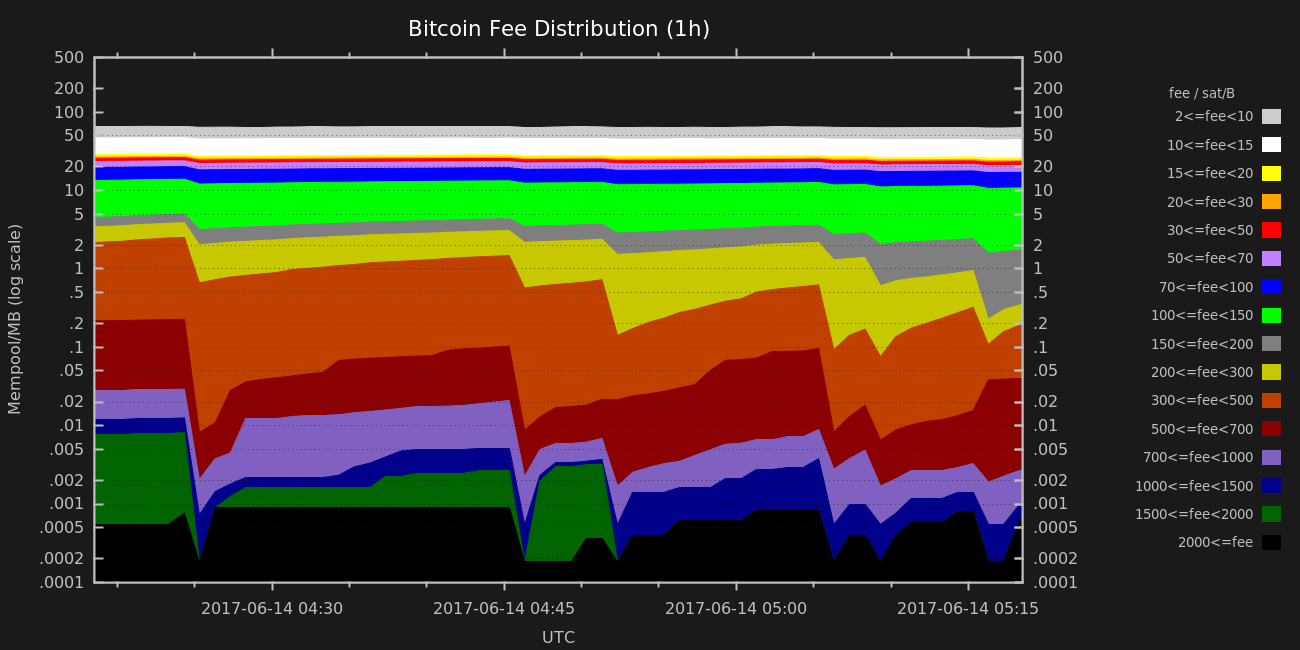 Bitcoin Fee Distribution (1h)
Mempool/MB (log scale)
500
200
100
50
20
10
5
2
1
.5
.2
.1
.05
.02
.01
.005
.002
.001
.0005
.0002
.0001
500
200
100
50
20
10
5
2
1
.5
.2
.1
.05
.02
.01
.005
.002
.001
.0005
.0002
.0001
2017-06-14 04:30
2017-06-14 04:45
2017-06-14 05:00
2017-06-14 05:15
UTC
fee / sat/B
2<=fee<10
10<=fee<15
15<=fee<20
20<=fee<30
30<=fee<50
50<=fee<70
70<=fee<100
100<=fee<150
150<=fee<200
200<=fee<300
300<=fee<500
500<=fee<700
700<=fee<1000
1000<=fee<1500
1500<=fee<2000
2000<=fee